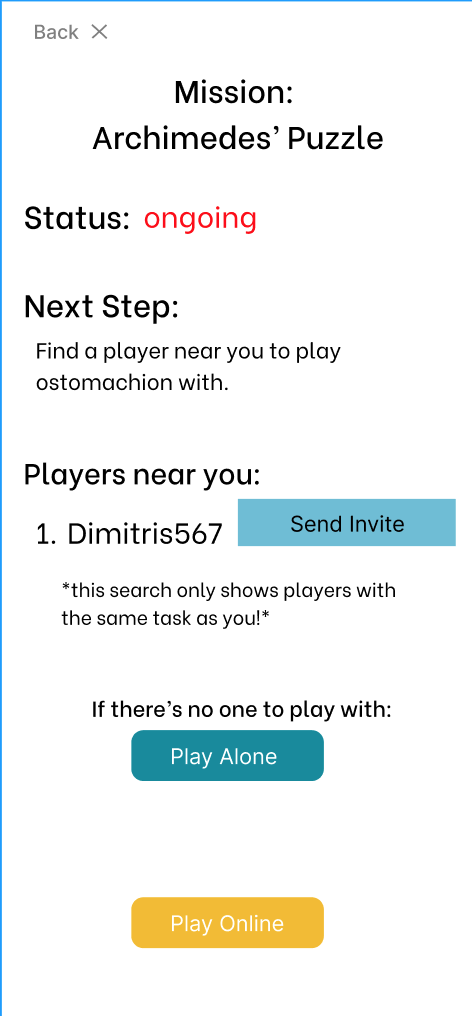 Back ×
Mission:
Archimedes’ Puzzle
Status: ongoing
Next Step:
Find a player near you to play
ostomachion with.
Players near you:
1. Dimitris567
Send Invite
*this search only shows players with
the same task as you!*
If there’s no one to play with:
Play Alone
Play Online